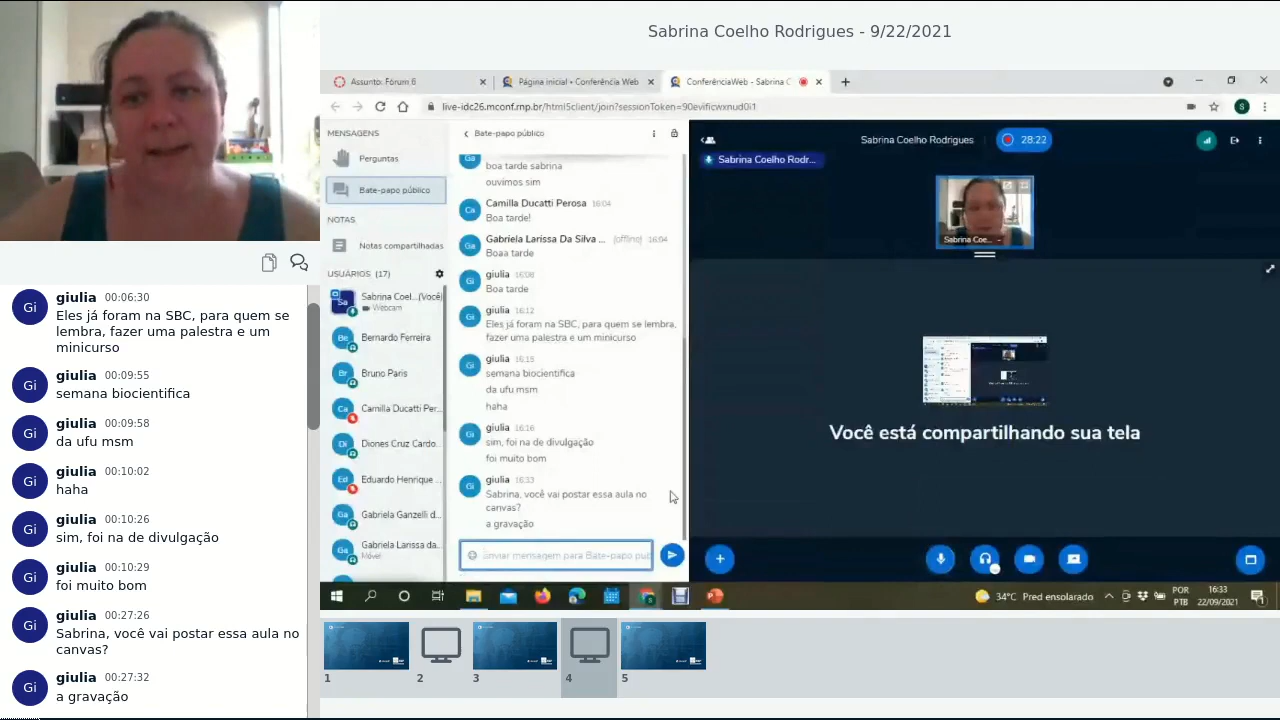 Sabrina Coelho Rodrigues - 9/22/2021
giulia 00:06:30
Eles já foram na SBC, para quem se
lembra, fazer uma palestra e um
minicurso
giulia 00:09:55
semana biocientifica
giulia 00:09:58
da ufu msm
giulia 00:10:02
haha
giulia 00:10:26
sim, foi na de divulgação
giulia 00:10:29
foi muito bom
giulia 00:27:26
Sabrina, você vai postar essa aula no
canvas?
giulia 00:27:32
a gravação
Assunto: Fórum 6
Página inicial • Conferência Web
ConferênciaWeb - Sabrina C
MENSAGENS
Perguntas
Bate-papo público
NOTAS
Notas compartilhadas
USUÁRIOS (17)
Sabrina Coel... (Você)
Webcam
Bernardo Ferreira
Bruno Paris
Camilla Ducatti Per...
Diones Cruz Cardo...
Eduardo Henrique ...
Gabriela Ganzelli d...
Gabriela Larissa da...
Móvel
Bate-papo público
boa tarde sabrina
ouvimos sim
Camilla Ducatti Perosa 16:04
Boa tarde!
Gabriela Larissa Da Silva ... (offline) 16:04
Boaa tarde
giulia 16:08
Boa tarde
giulia 16:12
Eles já foram na SBC, para quem se lembra,
fazer uma palestra e um minicurso
giulia 16:15
semana biocientifica
da ufu msm
haha
giulia 16:16
sim, foi na de divulgação
foi muito bom
giulia 16:33
Sabrina, você vai postar essa aula no
canvas?
a gravação
Enviar mensagem para Bate-papo púb
Sabrina Coelho Rodrigues
28:22
Sabrina Coelho Rodr...
Sabrina Coe...
Você está compartilhando sua tela
34°C Pred ensolarado
POR
PTB
16:33
22/09/2021
1
2
3
4
5